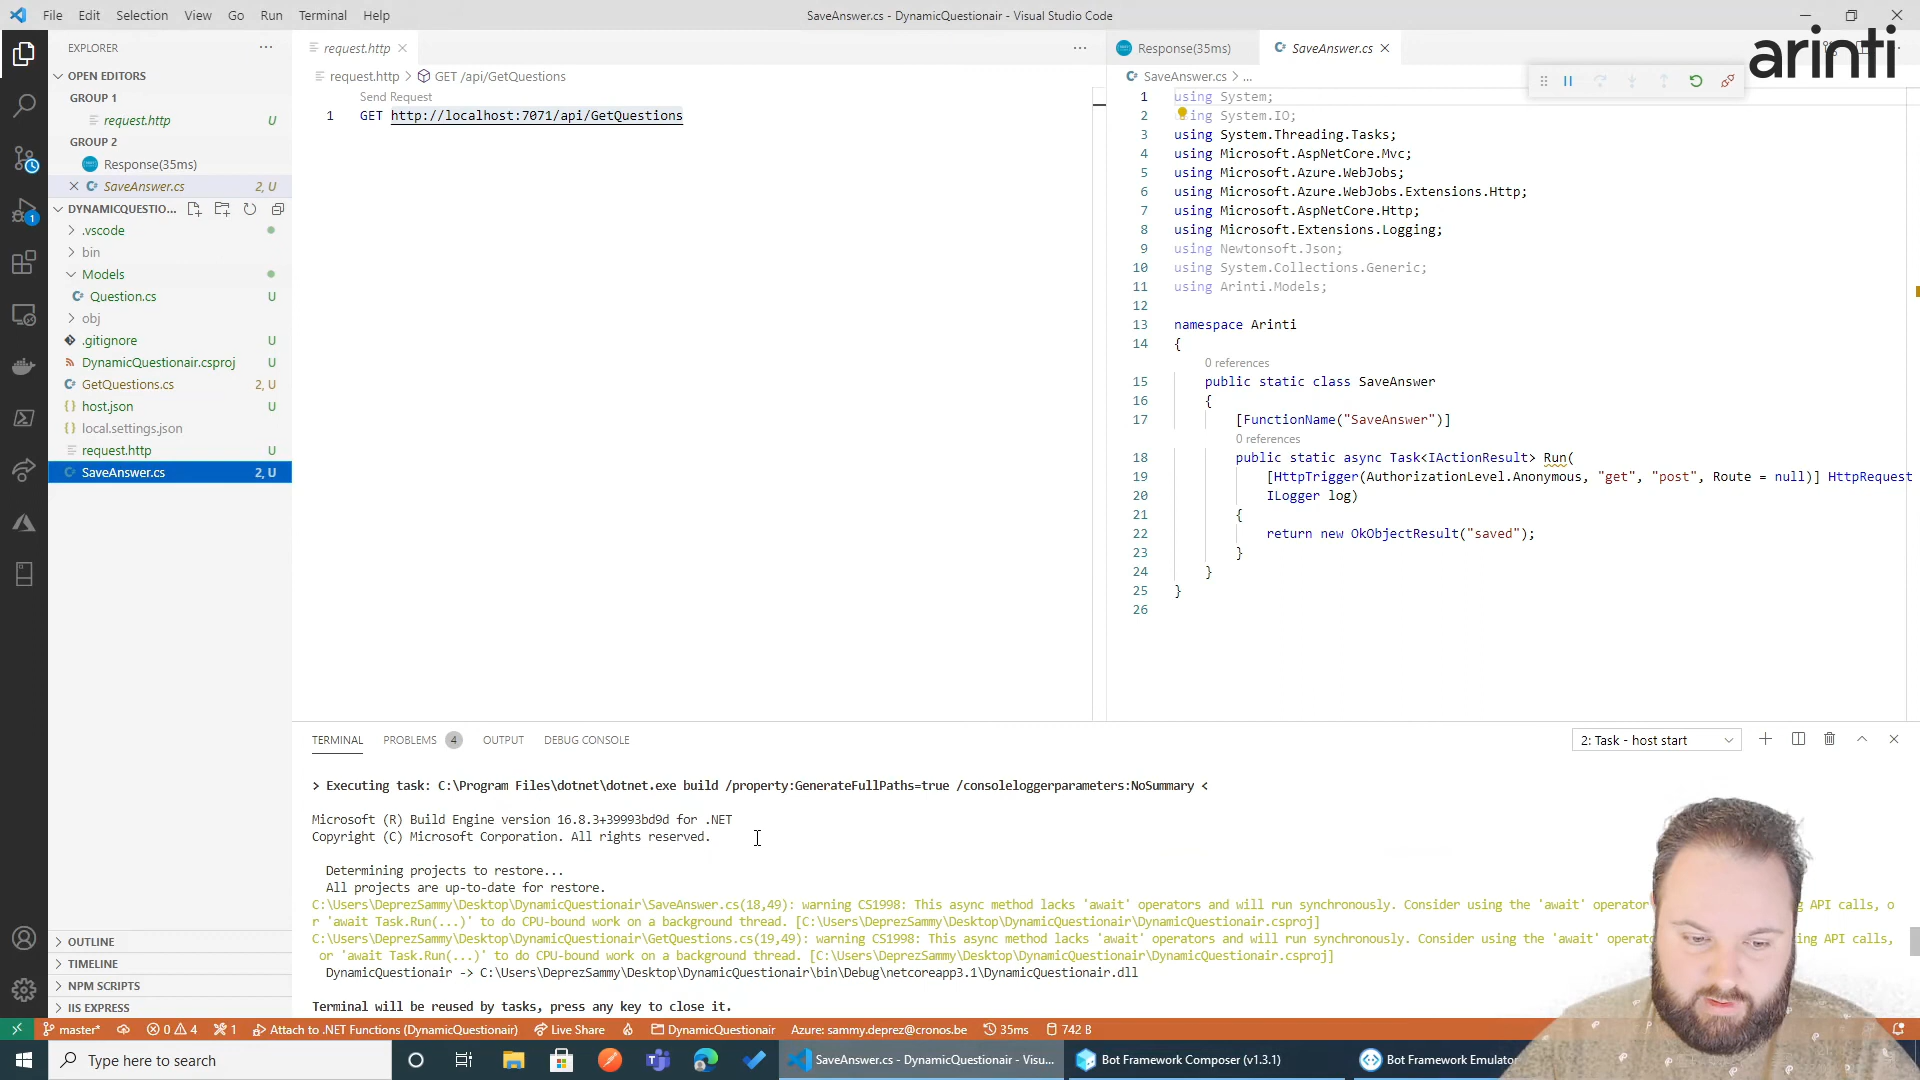 File Edit Selection View Go Run Terminal Help
SaveAnswer.cs - DynamicQuestionair - Visual Studio Code
arinti
EXPLORER
OPEN EDITORS
GROUP 1
request.http U
GROUP 2
Response(35ms)
SaveAnswer.cs 2, U
DYNAMICQUESTIO...
.vscode
bin
Models
Question.cs U
obj
.gitignore U
DynamicQuestionair.csproj U
GetQuestions.cs 2, U
host.json U
local.settings.json
request.http U
SaveAnswer.cs 2, U
OUTLINE
TIMELINE
NPM SCRIPTS
IIS EXPRESS
1
request.http
request.http > GET /api/GetQuestions
Send Request
1 GET http://localhost:7071/api/GetQuestions
Response(35ms) SaveAnswer.cs
SaveAnswer.cs > ...
1 using System;
2 ing System.IO;
3 using System.Threading.Tasks;
4 using Microsoft.AspNetCore.Mvc;
5 using Microsoft.Azure.WebJobs;
6 using Microsoft.Azure.WebJobs.Extensions.Http;
7 using Microsoft.AspNetCore.Http;
8 using Microsoft.Extensions.Logging;
9 using Newtonsoft.Json;
10 using System.Collections.Generic;
11 using Arinti.Models;
12
13 namespace Arinti
14 {
0 references
15 public static class SaveAnswer
16 {
17 [FunctionName("SaveAnswer")]
0 references
18 public static async Task<IActionResult> Run(
19 [HttpTrigger(AuthorizationLevel.Anonymous, "get", "post", Route = null)] HttpRequest
20 ILogger log)
21 {
22 return new OkObjectResult("saved");
23 }
24 }
25 }
26
TERMINAL PROBLEMS 4 OUTPUT DEBUG CONSOLE
2: Task - host start
> Executing task: C:\Program Files\dotnet\dotnet.exe build /property:GenerateFullPaths=true /consoleloggerparameters:NoSummary <
Microsoft (R) Build Engine version 16.8.3+39993bd9d for .NET
Copyright (C) Microsoft Corporation. All rights reserved.
Determining projects to restore...
All projects are up-to-date for restore.
C:\Users\DeprezSammy\Desktop\DynamicQuestionair\SaveAnswer.cs(18,49): warning CS1998: This async method lacks 'await' operators and will run synchronously. Consider using the 'await' operator g API calls, o
r 'await Task.Run(...)' to do CPU-bound work on a background thread. [C:\Users\DeprezSammy\Desktop\DynamicQuestionair\DynamicQuestionair.csproj]
C:\Users\DeprezSammy\Desktop\DynamicQuestionair\GetQuestions.cs(19,49): warning CS1998: This async method lacks 'await' operators and will run synchronously. Consider using the 'await' operato ing API calls,
or 'await Task.Run(...)' to do CPU-bound work on a background thread. [C:\Users\DeprezSammy\Desktop\DynamicQuestionair\DynamicQuestionair.csproj]
DynamicQuestionair -> C:\Users\DeprezSammy\Desktop\DynamicQuestionair\bin\Debug\netcoreapp3.1\DynamicQuestionair.dll
Terminal will be reused by tasks, press any key to close it.
master* 0 4 1 Attach to .NET Functions (DynamicQuestionair) Live Share DynamicQuestionair Azure: sammy.deprez@cronos.be 35ms 742 B
Type here to search
SaveAnswer.cs - DynamicQuestionair - Visu...
Bot Framework Composer (v1.3.1)
Bot Framework Emulato